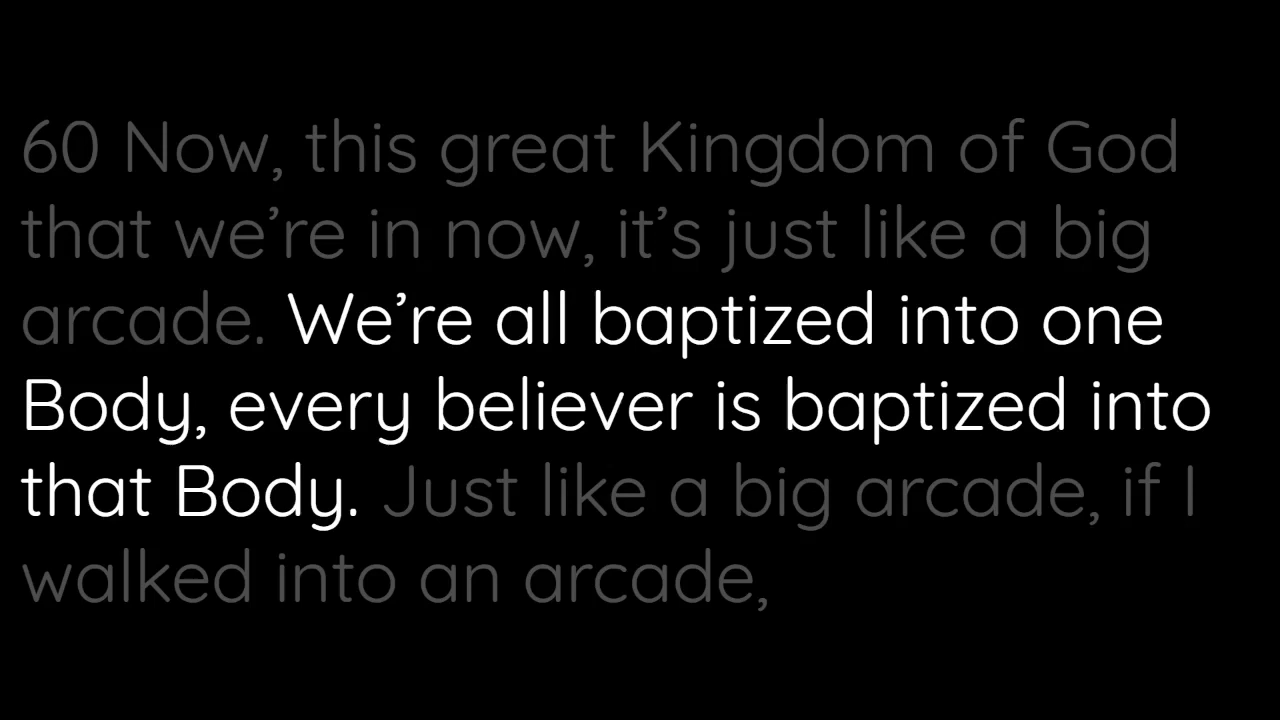 60 Now, this great Kingdom of God
that we’re in now, it’s just like a big
arcade. We’re all baptized into one
Body, every believer is baptized into
that Body. Just like a big arcade, if I
walked into an arcade,